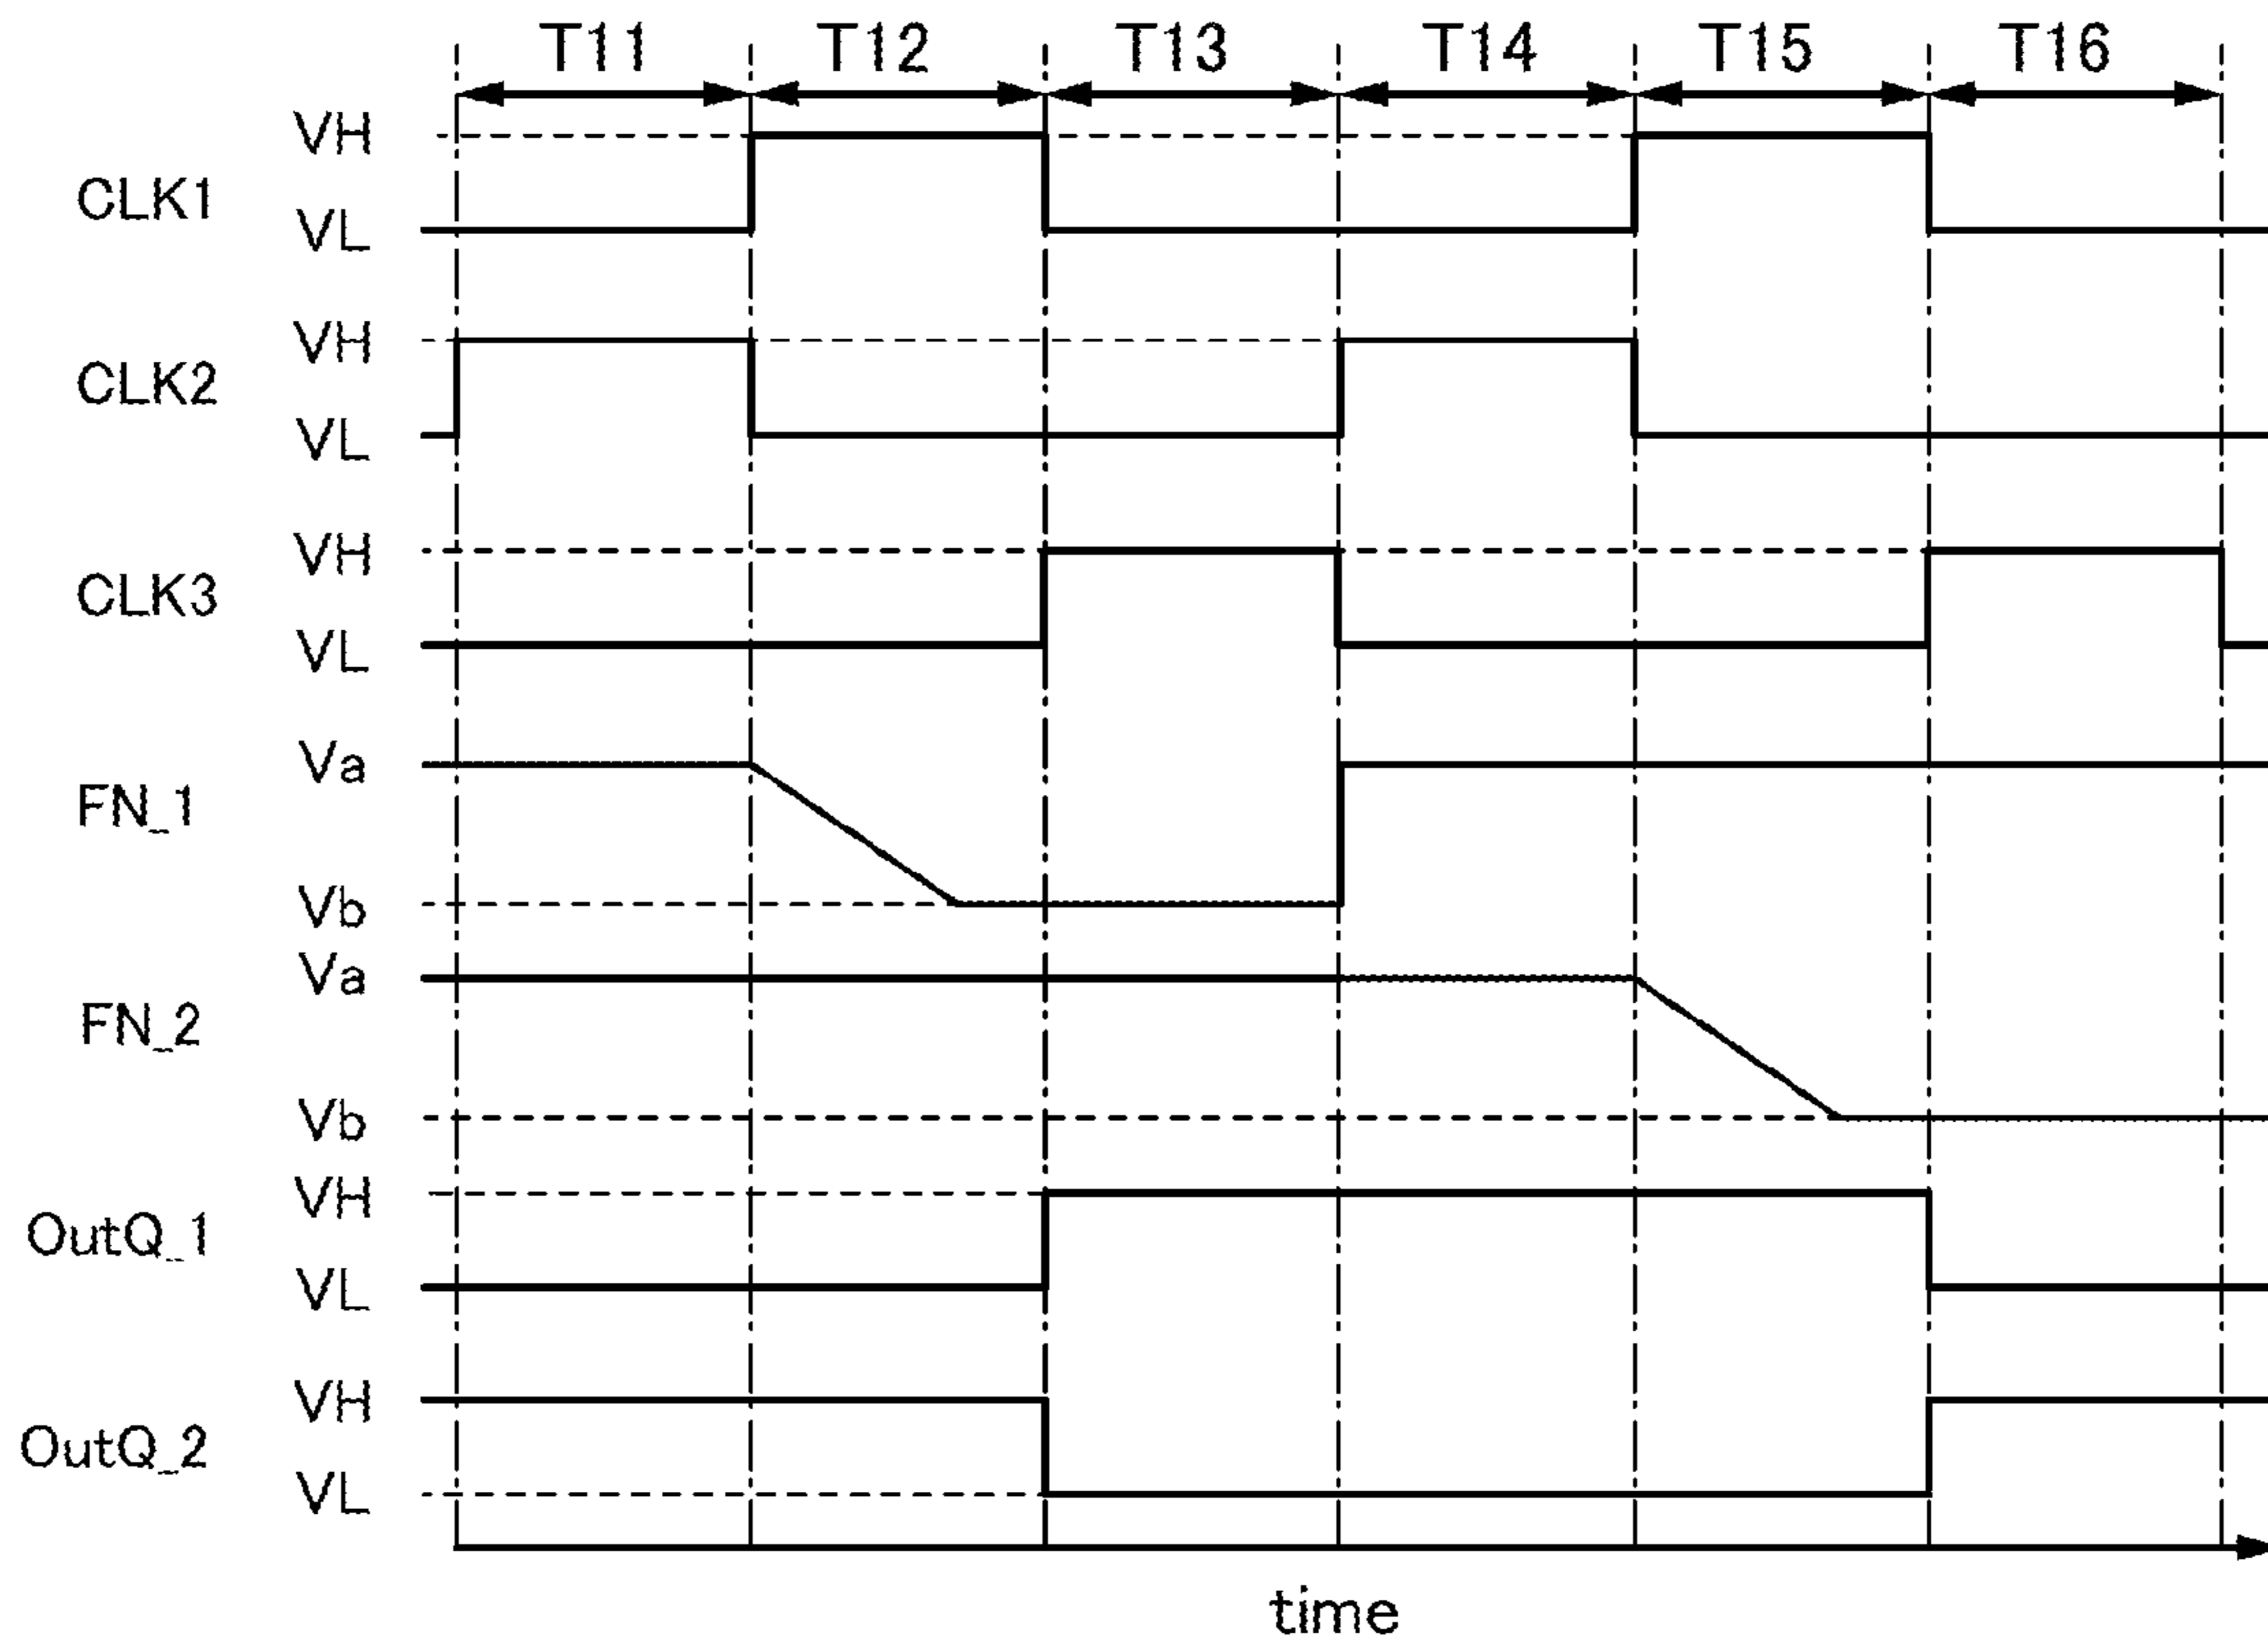 T11 T12 T13 T14 T15 T16
VH
CLK1
VL
VH
CLK2
VL
VH
CLK3
VL
Va
FN_1
Vb
Va
FN_2
Vb
VH
OutQ_1
VL
VH
OutQ_2
VL
time